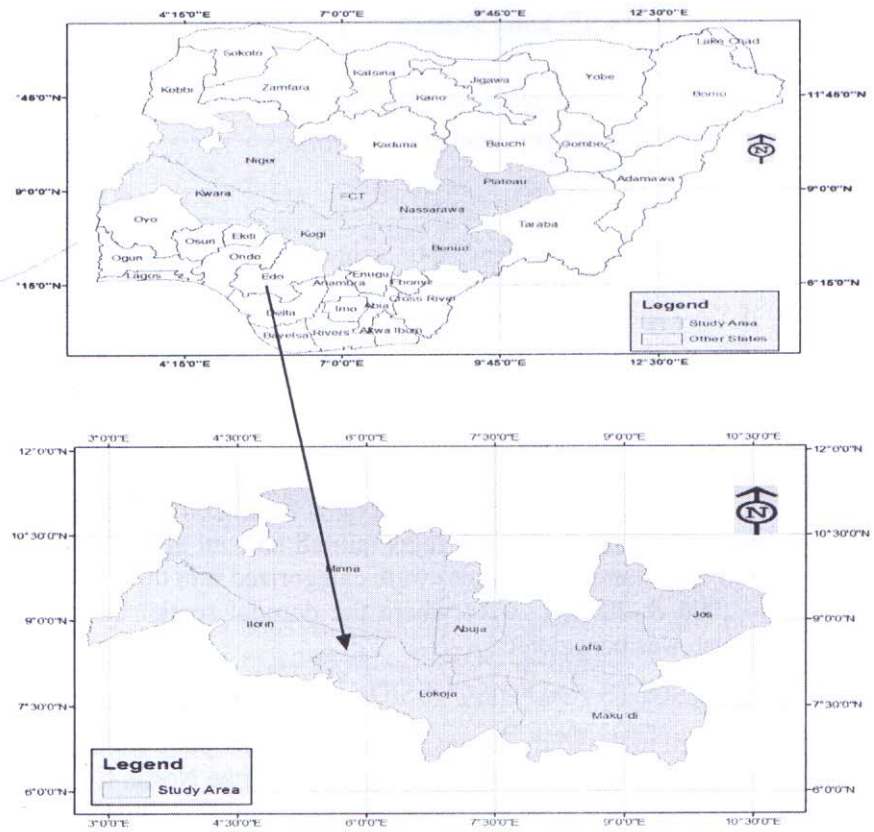 4°15'0"E 7°0'0"E 9°45'0"E 12°30'0"E
Lake Chad
Sokoto
Katsina Jigawa Yobe
Kebbi Zamfara Kano Borno
°45'0"N 11°45'0"N
Kaduna Bauchi Gombe
Niger N
Plateau Adamawa
9°0'0"N Kwara FCT 9°0'0"N
Nassarawa
Oyo Taraba
Kogi
Osun Ekiti Benue
Ogun Ondo
Lagos Edo Enugu
°15'0"N Anambra Ebonyi 6°15'0"N
Cross River
Delta Imo Abia
Bayelsa Rivers Akwa Ibom
Legend
Study Area
Other States
4°15'0"E 7°0'0"E 9°45'0"E 12°30'0"E
3°0'0"E 4°30'0"E 6°0'0"E 7°30'0"E 9°0'0"E 10°30'0"E
12°0'0"N 12°0'0"N
N
10°30'0"N 10°30'0"N
Minna
9°0'0"N Ilorin Abuja Jos 9°0'0"N
Lafia
Lokoja
7°30'0"N Makudi 7°30'0"N
Legend
Study Area
6°0'0"N 6°0'0"N
3°0'0"E 4°30'0"E 6°0'0"E 7°30'0"E 9°0'0"E 10°30'0"E